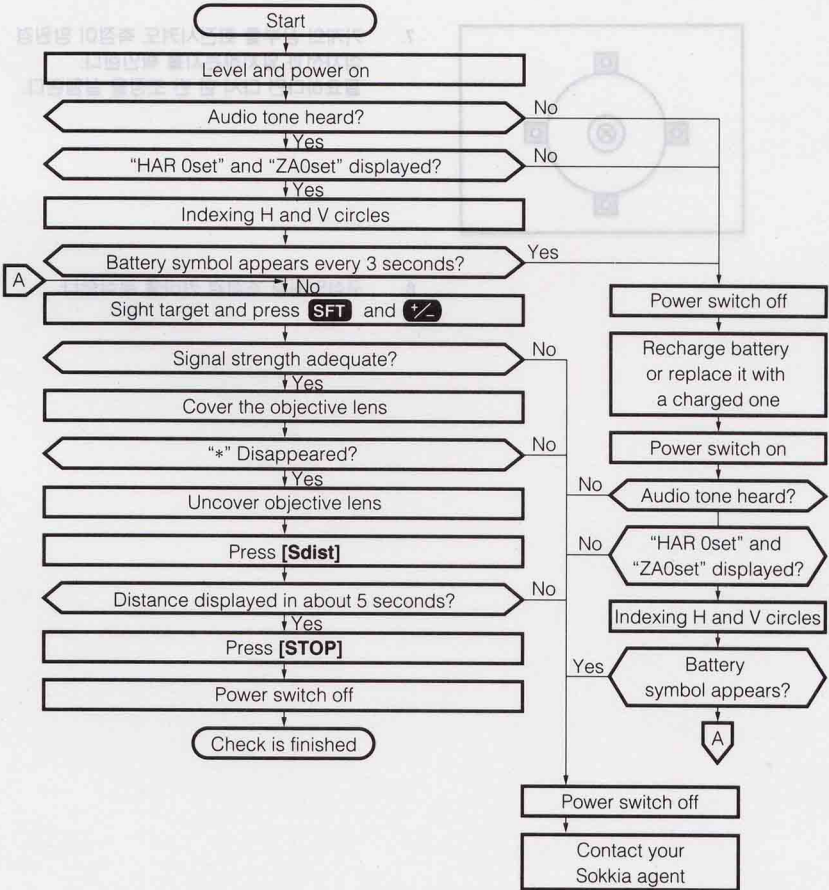 Start
Level and power on
Audio tone heard?
No
Yes
"HAR 0set" and "ZA0set" displayed?
No
Yes
Indexing H and V circles
Battery symbol appears every 3 seconds?
Yes
A
No
Sight target and press SFT and +/−
Signal strength adequate?
No
Yes
Cover the objective lens
"*" Disappeared?
No
Yes
Uncover objective lens
Press [Sdist]
Distance displayed in about 5 seconds?
No
Yes
Press [STOP]
Power switch off
Check is finished
Power switch off
Recharge battery
or replace it with
a charged one
Power switch on
No
Audio tone heard?
No
"HAR 0set" and
"ZA0set" displayed?
Indexing H and V circles
Yes
Battery
symbol appears?
A
Power switch off
Contact your
Sokkia agent